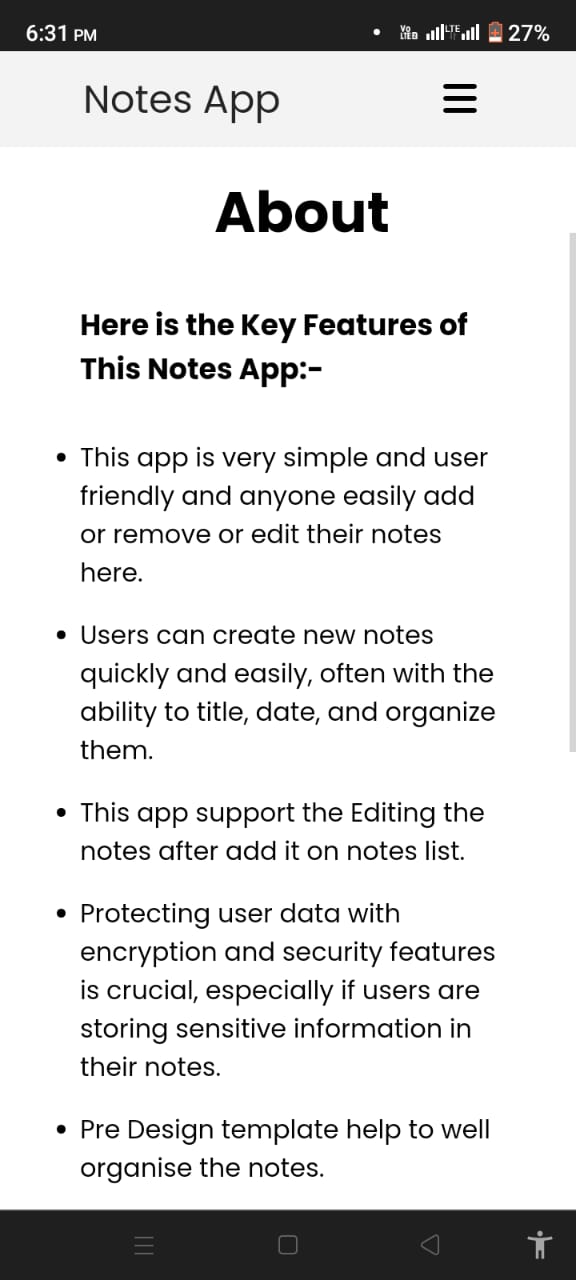 6:31 PM
27%
Notes App
About
Here is the Key Features of
This Notes App:-
• This app is very simple and user
friendly and anyone easily add
or remove or edit their notes
here.
• Users can create new notes
quickly and easily, often with the
ability to title, date, and organize
them.
• This app support the Editing the
notes after add it on notes list.
• Protecting user data with
encryption and security features
is crucial, especially if users are
storing sensitive information in
their notes.
• Pre Design template help to well
organise the notes.